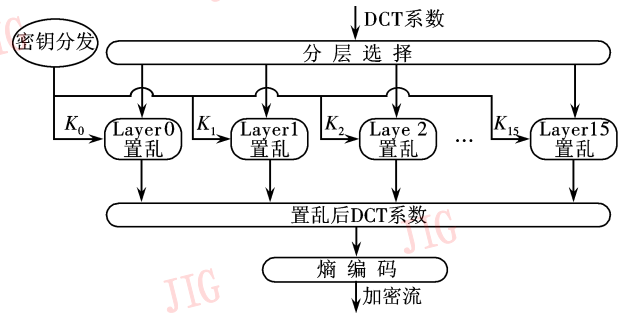 DCT系数
密钥分发
分层选择
K0
K1
K2
K15
Layer0
置乱
Layer1
置乱
Laye 2
置乱
…
Layer15
置乱
置乱后DCT系数
熵编码
加密流
JIG
JIG
JIG